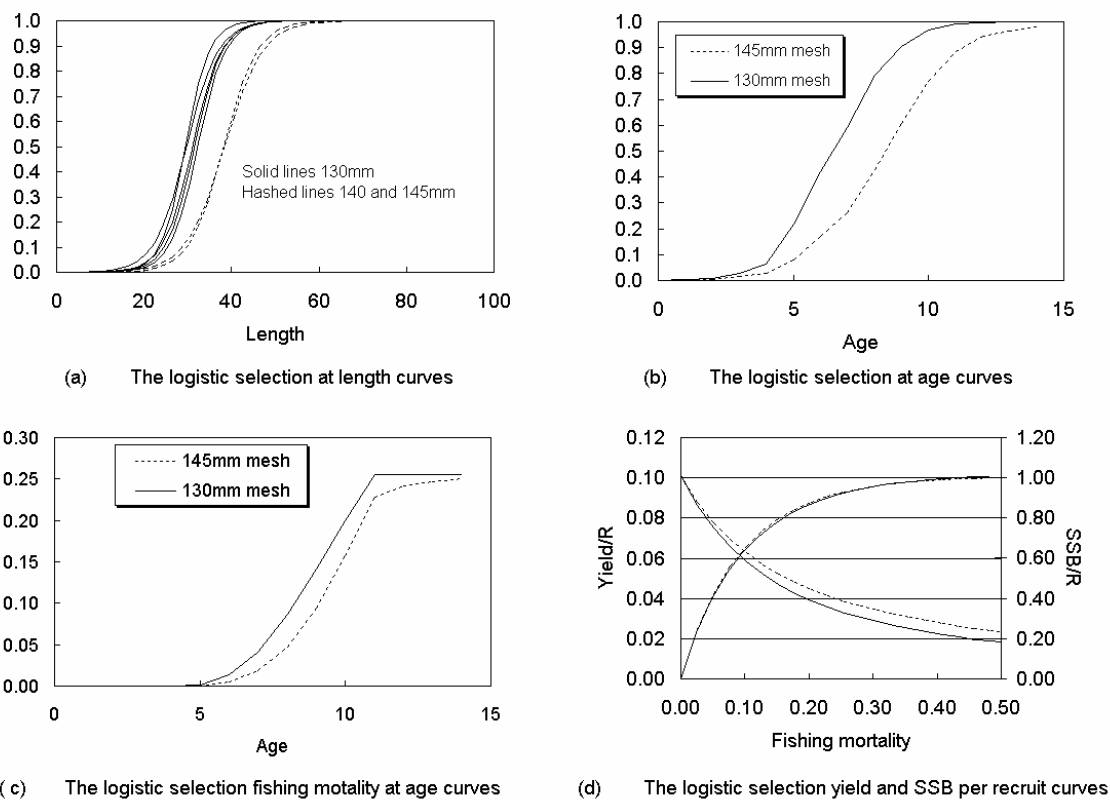 1.0
0.9
0.8
0.7
0.6
0.5
0.4
0.3
0.2
0.1
0.0
Solid lines 130mm
Hashed lines 140 and 145mm
0 20 40 60 80 100
Length
(a) The logistic selection at length curves
1.0
0.9
0.8
0.7
0.6
0.5
0.4
0.3
0.2
0.1
0.0
145mm mesh
130mm mesh
0 5 10 15
Age
(b) The logistic selection at age curves
0.30
0.25
0.20
0.15
0.10
0.05
0.00
145mm mesh
130mm mesh
0 5 10 15
Age
( c) The logistic selection fishing motality at age curves
0.12
0.10
0.08
0.06
0.04
0.02
0.00
Yield/R
1.20
1.00
0.80
0.60
0.40
0.20
0.00
SSB/R
0.00 0.10 0.20 0.30 0.40 0.50
Fishing mortality
(d) The logistic selection yield and SSB per recruit curves